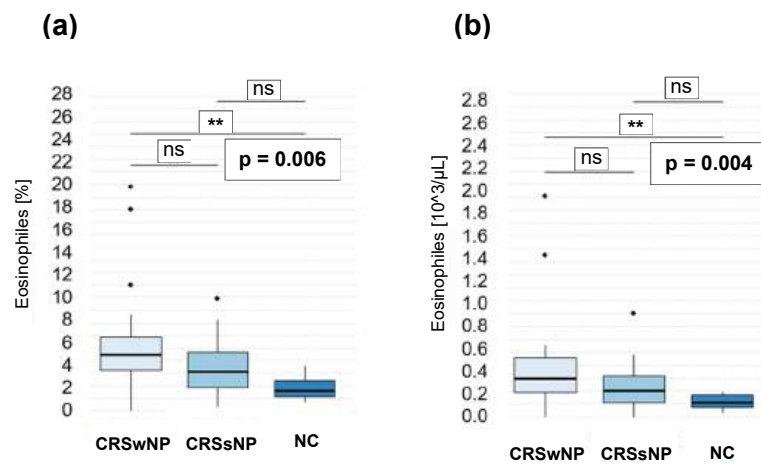 (a)
ns
**
ns
p = 0.006
Eosinophiles [%]
28
26
24
22
20
18
16
14
12
10
8
6
4
2
0
CRSwNP CRSsNP NC
(b)
ns
**
ns
p = 0.004
Eosinophiles [10^3/µL]
2.8
2.6
2.4
2.2
2.0
1.8
1.6
1.4
1.2
1.0
0.8
0.6
0.4
0.2
0.0
CRSwNP CRSsNP NC